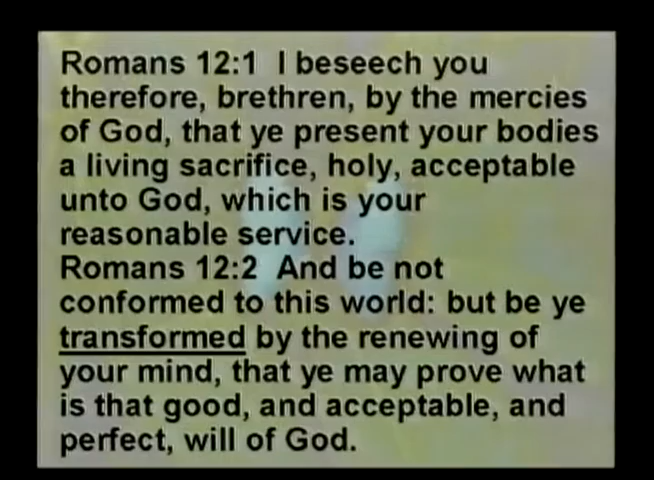 Romans 12:1  I beseech you
therefore, brethren, by the mercies
of God, that ye present your bodies
a living sacrifice, holy, acceptable
unto God, which is your
reasonable service.
Romans 12:2  And be not
conformed to this world: but be ye
transformed by the renewing of
your mind, that ye may prove what
is that good, and acceptable, and
perfect, will of God.